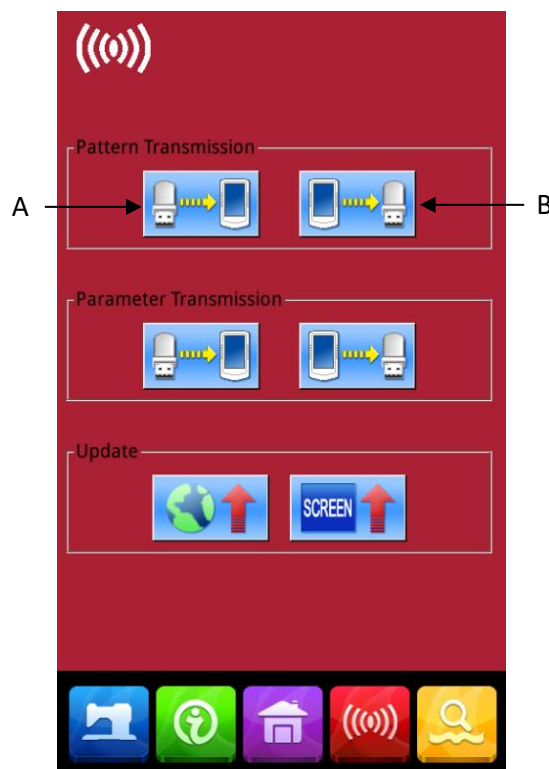 Pattern Transmission
A
B
Parameter Transmission
Update
SCREEN